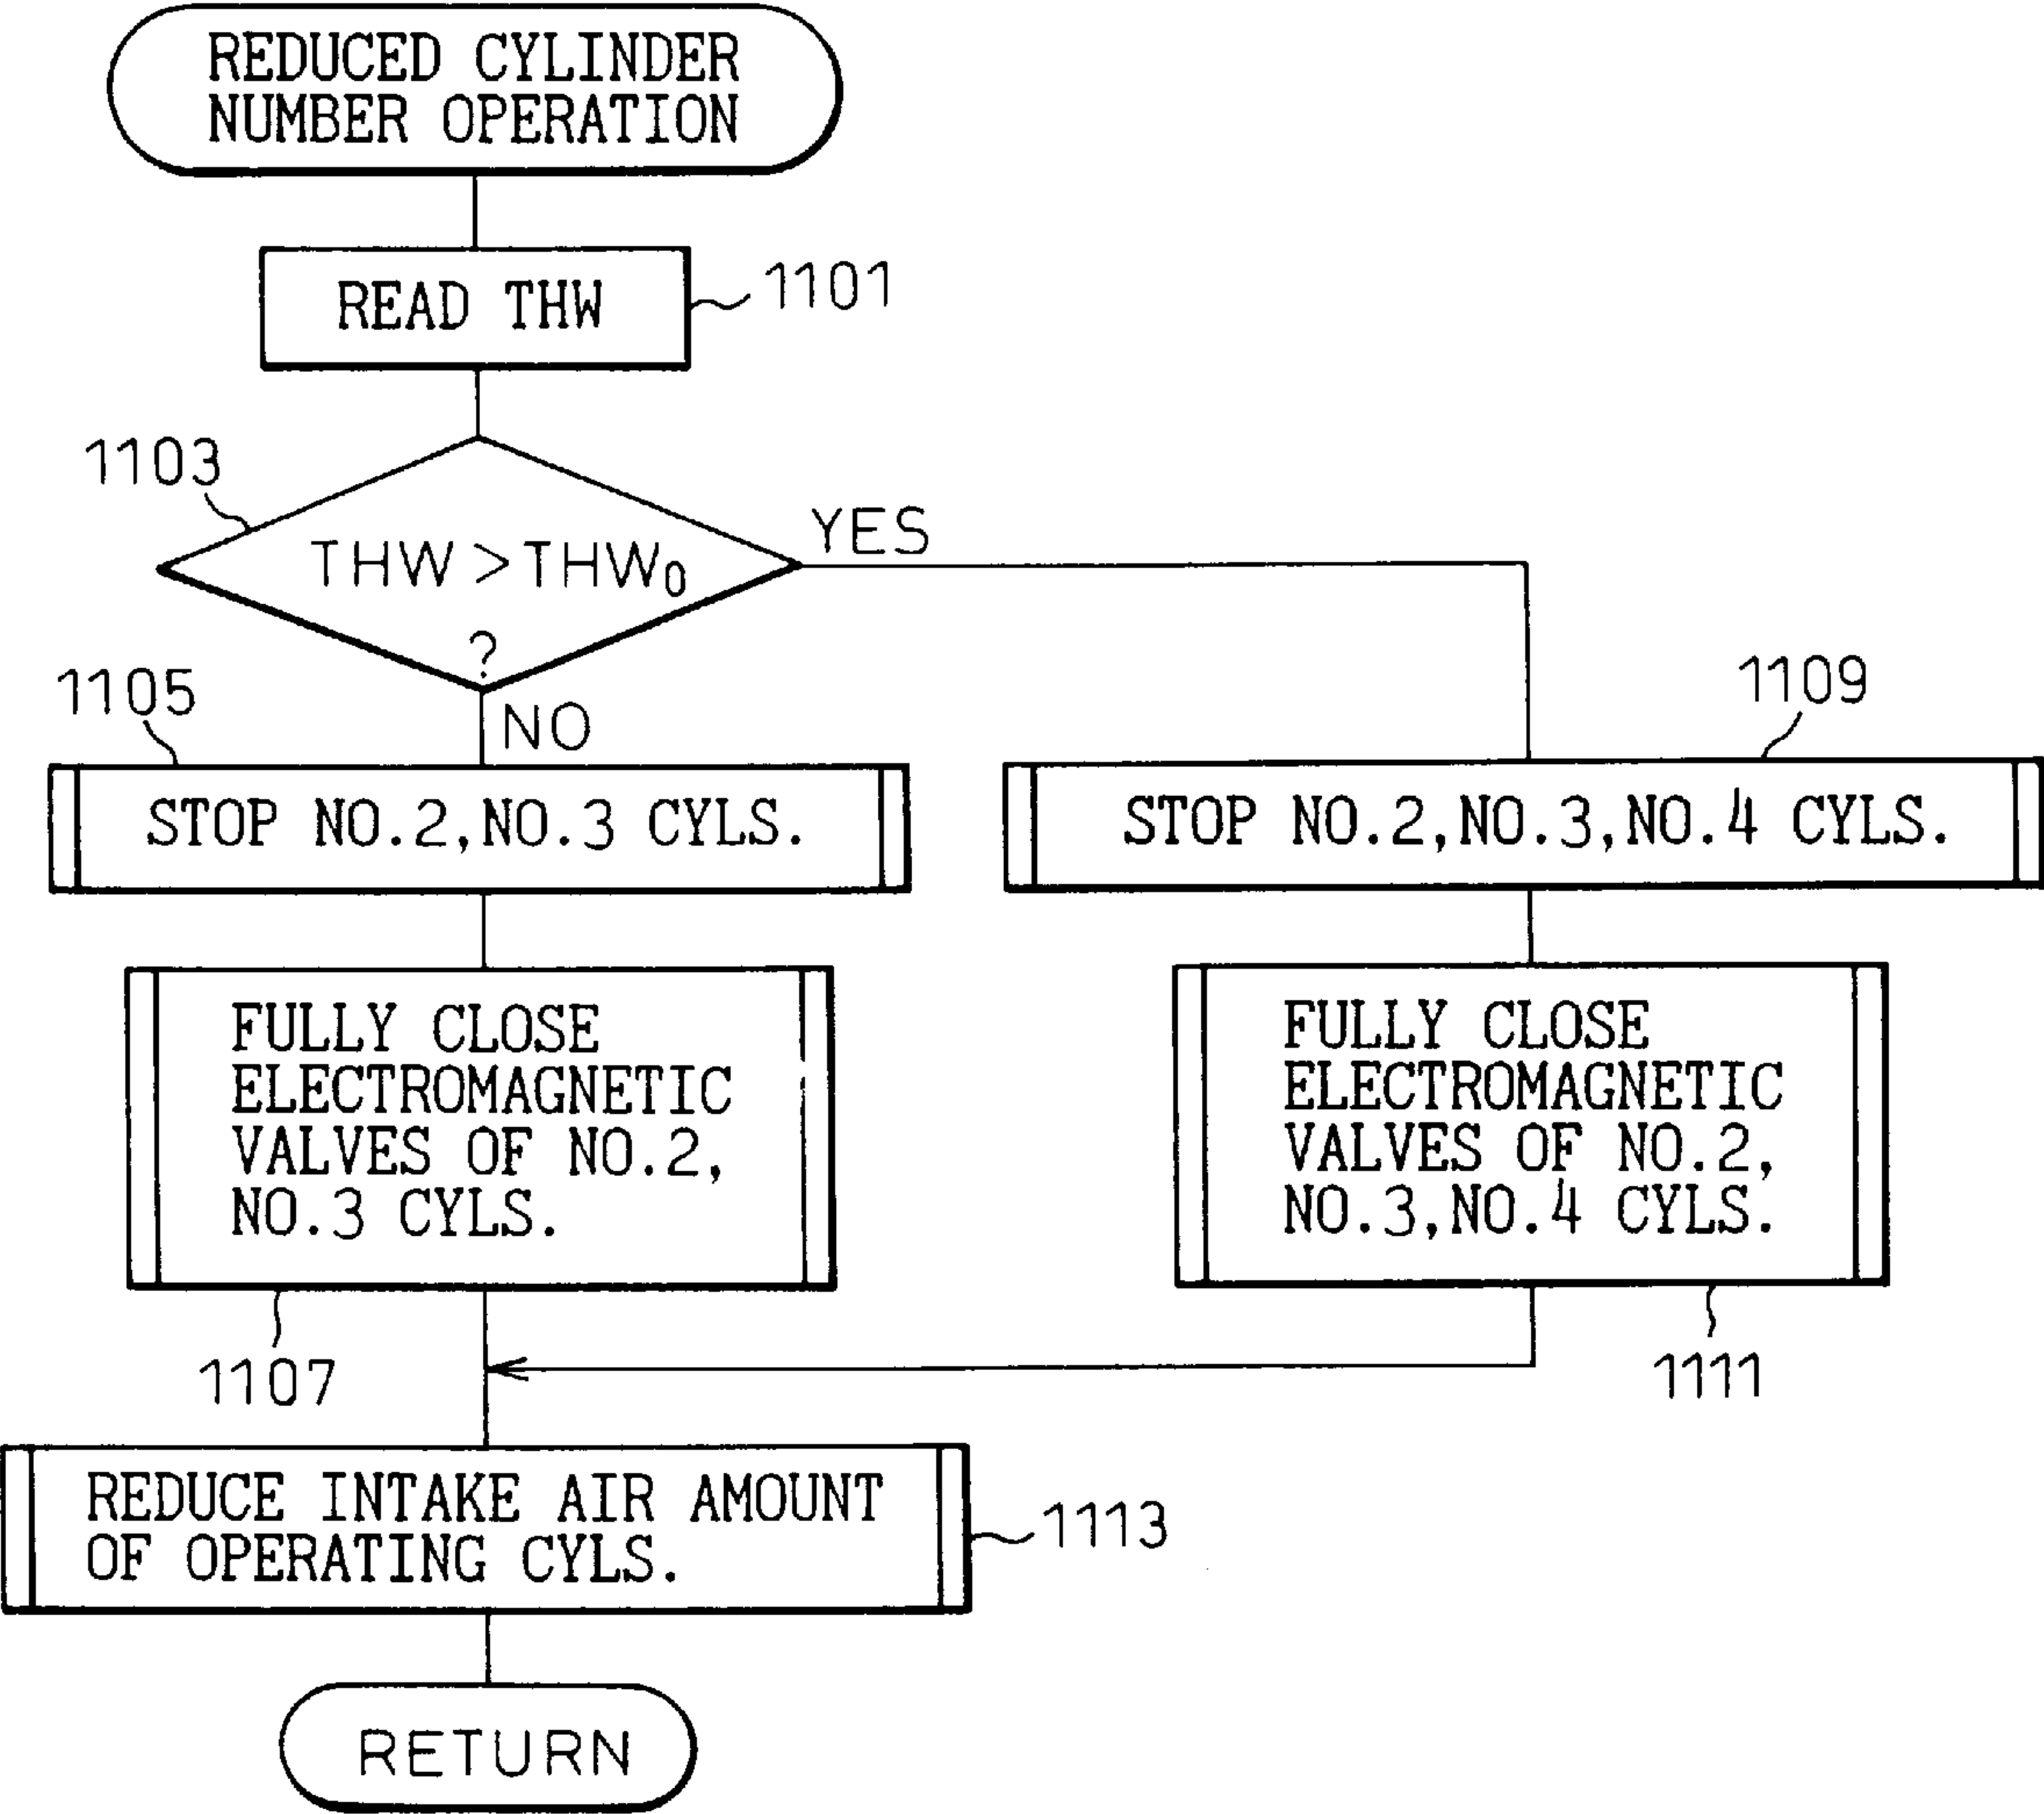 REDUCED CYLINDER
NUMBER OPERATION
READ THW
1101
1103
THW>THW₀
?
YES
NO
1105
STOP NO.2,NO.3 CYLS.
1109
STOP NO.2,NO.3,NO.4 CYLS.
FULLY CLOSE
ELECTROMAGNETIC
VALVES OF NO.2,
NO.3 CYLS.
1107
FULLY CLOSE
ELECTROMAGNETIC
VALVES OF NO.2,
NO.3,NO.4 CYLS.
1111
REDUCE INTAKE AIR AMOUNT
OF OPERATING CYLS.
1113
RETURN